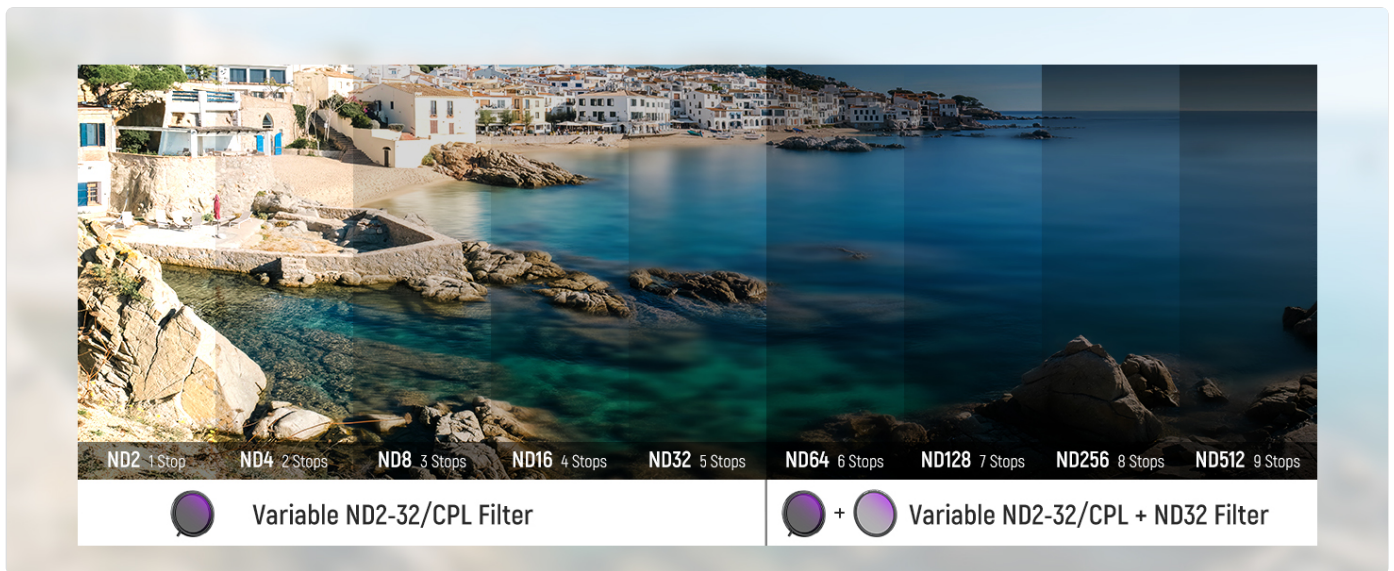 ND2 1 Stop ND4 2 Stops ND8 3 Stops ND16 4 Stops ND32 5 Stops ND64 6 Stops ND128 7 Stops ND256 8 Stops ND512 9 Stops
Variable ND2-32/CPL Filter
+ Variable ND2-32/CPL + ND32 Filter